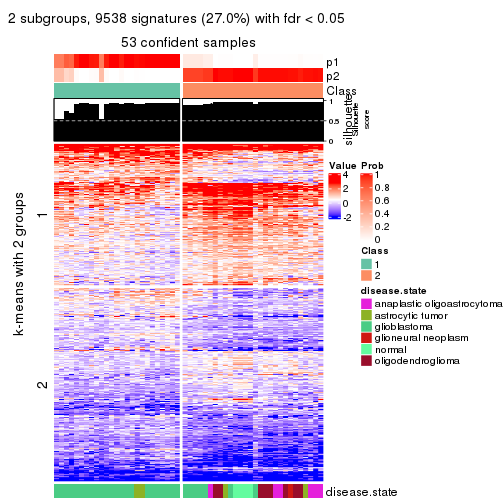 2 subgroups, 9538 signatures (27.0%) with fdr < 0.05
53 confident samples
p1
p2
Class
1
0.5
0
silhouette
Silhouette
score
k-means with 2 groups
1
2
Value
4
2
0
-2
Prob
1
0.8
0.6
0.4
0.2
0
Class
1
2
disease.state
anaplastic oligoastrocytoma
astrocytic tumor
glioblastoma
glioneural neoplasm
normal
oligodendroglioma
disease.state